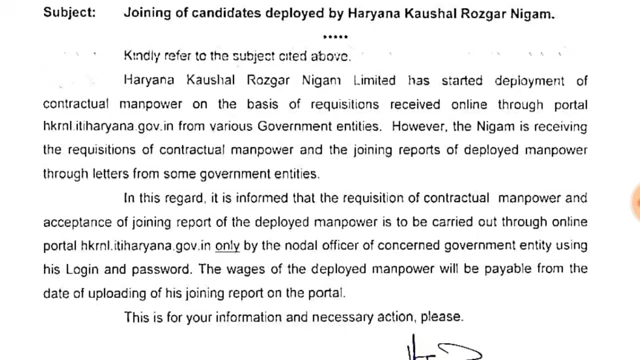 Subject: Joining of candidates deployed by Haryana Kaushal Rozgar Nigam.
.....
Kindly refer to the subject cited above.
Haryana Kaushal Rozgar Nigam Limited has started deployment of
contractual manpower on the basis of requisitions received online through portal
hkrnl.itiharyana.gov.in from various Government entities. However, the Nigam is receiving
the requisitions of contractual manpower and the joining reports of deployed manpower
through letters from some government entities.
In this regard, it is informed that the requisition of contractual manpower and
acceptance of joining report of the deployed manpower is to be carried out through online
portal hkrnl.itiharyana.gov.in only by the nodal officer of concerned government entity using
his Login and password. The wages of the deployed manpower will be payable from the
date of uploading of his joining report on the portal.
This is for your information and necessary action, please.